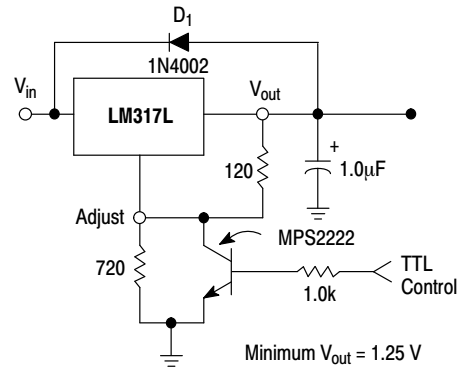 D1
1N4002
Vin
Vout
LM317L
+
120
1.0µF
Adjust
MPS2222
720
1.0k
TTL
Control
Minimum Vout = 1.25 V